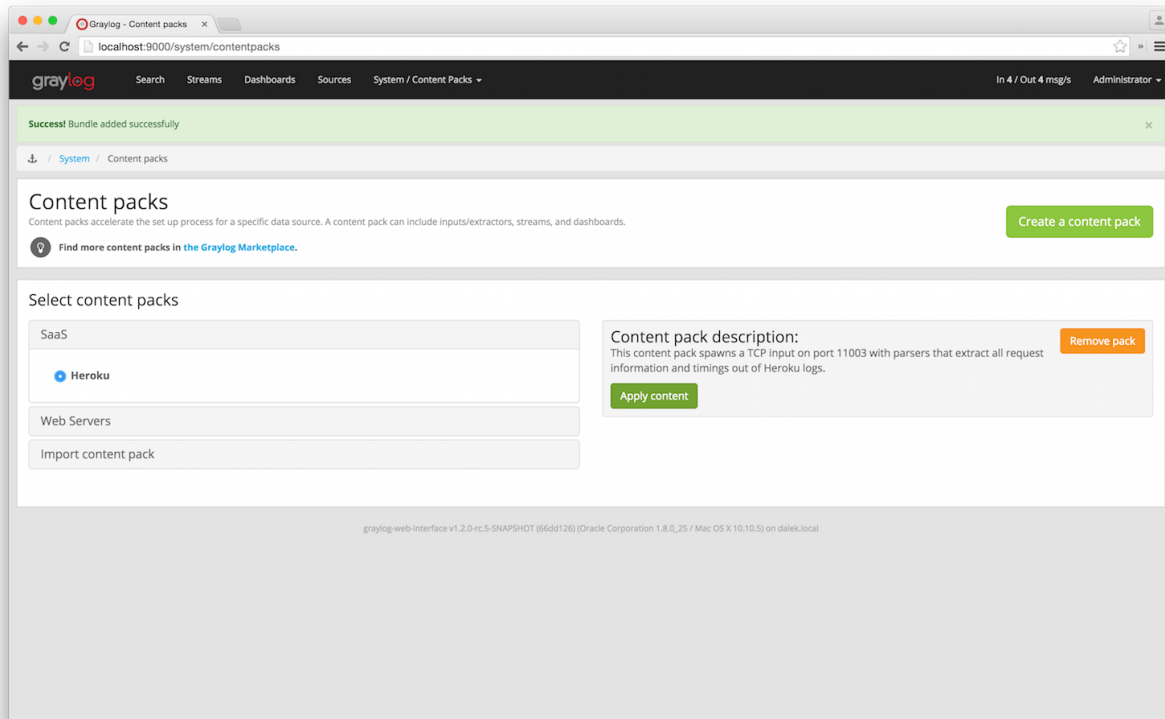 Graylog - Content packs
localhost:9000/system/contentpacks
graylog Search Streams Dashboards Sources System / Content Packs In 4 / Out 4 msg/s Administrator
Success! Bundle added successfully
/ System / Content packs
Content packs
Content packs accelerate the set up process for a specific data source. A content pack can include inputs/extractors, streams, and dashboards.
Create a content pack
Find more content packs in the Graylog Marketplace.
Select content packs
SaaS
Heroku
Web Servers
Import content pack
Content pack description:
Remove pack
This content pack spawns a TCP input on port 11003 with parsers that extract all request
information and timings out of Heroku logs.
Apply content
graylog-web-interface v1.2.0-rc.5-SNAPSHOT (66dd126) (Oracle Corporation 1.8.0_25 / Mac OS X 10.10.5) on dalek.local